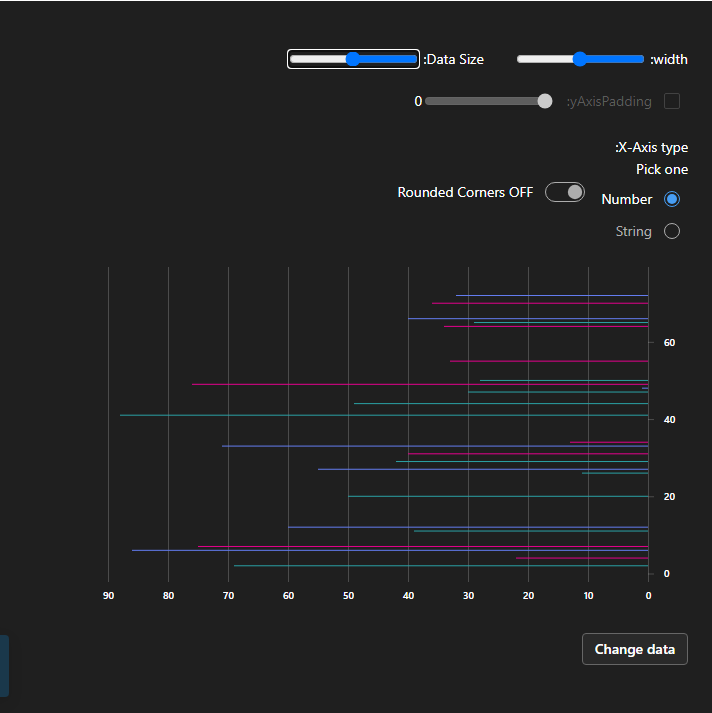 :width
:Data Size
:yAxisPadding
0
:X-Axis type
Pick one
Number
Rounded Corners OFF
String
60
40
20
0
90 80 70 60 50 40 30 20 10 0
Change data